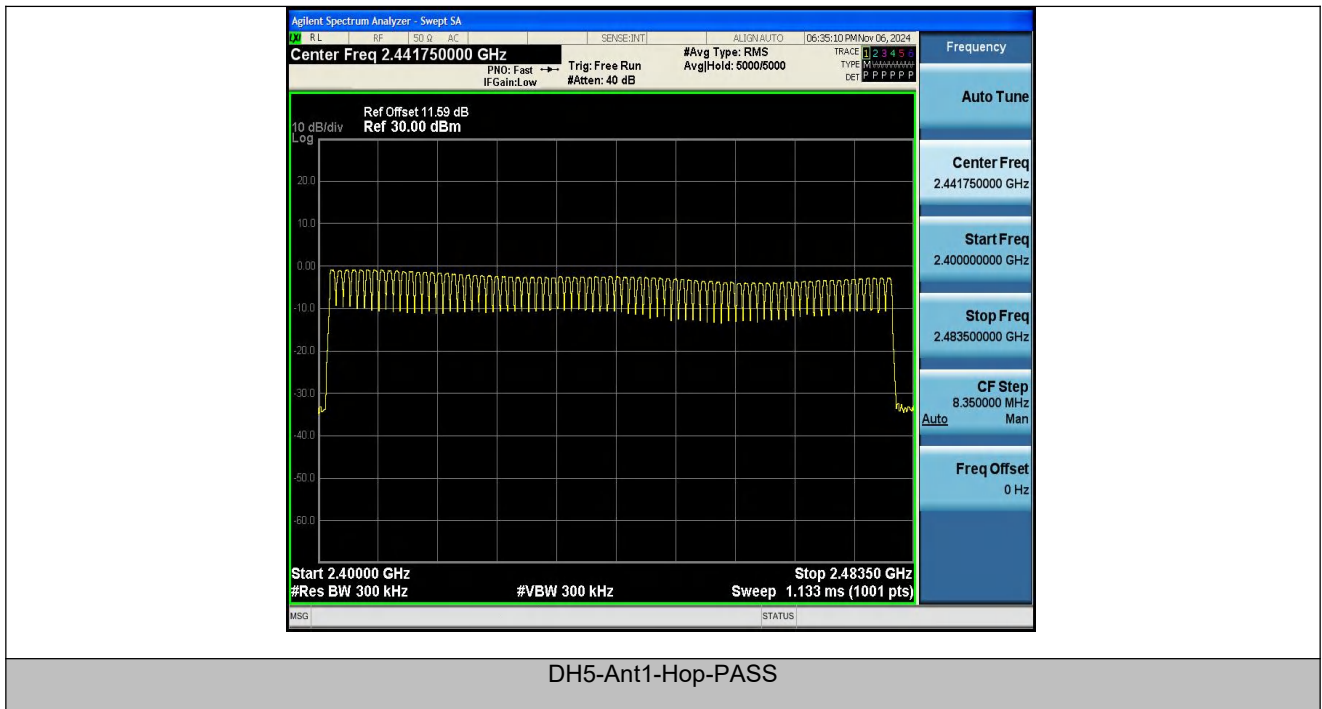 Agilent Spectrum Analyzer - Swept SA
LXI RL RF 50 Ω AC SENSE:INT ALIGNAUTO 06:35:10 PMNov 06, 2024
Center Freq 2.441750000 GHz
PNO: Fast
IFGain:Low
Trig: Free Run
#Atten: 40 dB
#Avg Type: RMS
Avg|Hold: 5000/5000
TRACE 1 2 3 4 5 6
TYPE M
DET P P P P P P
Ref Offset 11.59 dB
10 dB/div Ref 30.00 dBm
Log
20.0
10.0
0.00
-10.0
-20.0
-30.0
-40.0
-50.0
-60.0
Start 2.40000 GHz Stop 2.48350 GHz
#Res BW 300 kHz #VBW 300 kHz Sweep 1.133 ms (1001 pts)
MSG STATUS
Frequency
Auto Tune
Center Freq
2.441750000 GHz
Start Freq
2.400000000 GHz
Stop Freq
2.483500000 GHz
CF Step
8.350000 MHz
Auto Man
Freq Offset
0 Hz
DH5-Ant1-Hop-PASS